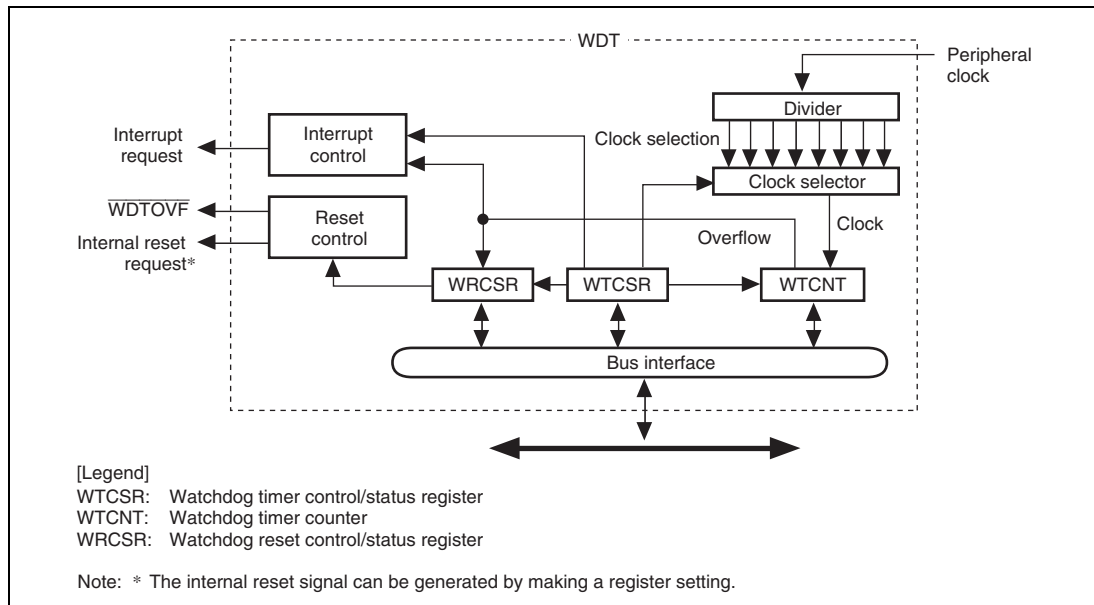 WDT
Peripheral
clock
Divider
Clock selection
Clock selector
Clock
Interrupt
request
Interrupt
control
WDTOVF
Internal reset
request*
Reset
control
Overflow
WRCSR
WTCSR
WTCNT
Bus interface
[Legend]
WTCSR: Watchdog timer control/status register
WTCNT: Watchdog timer counter
WRCSR: Watchdog reset control/status register
Note: * The internal reset signal can be generated by making a register setting.